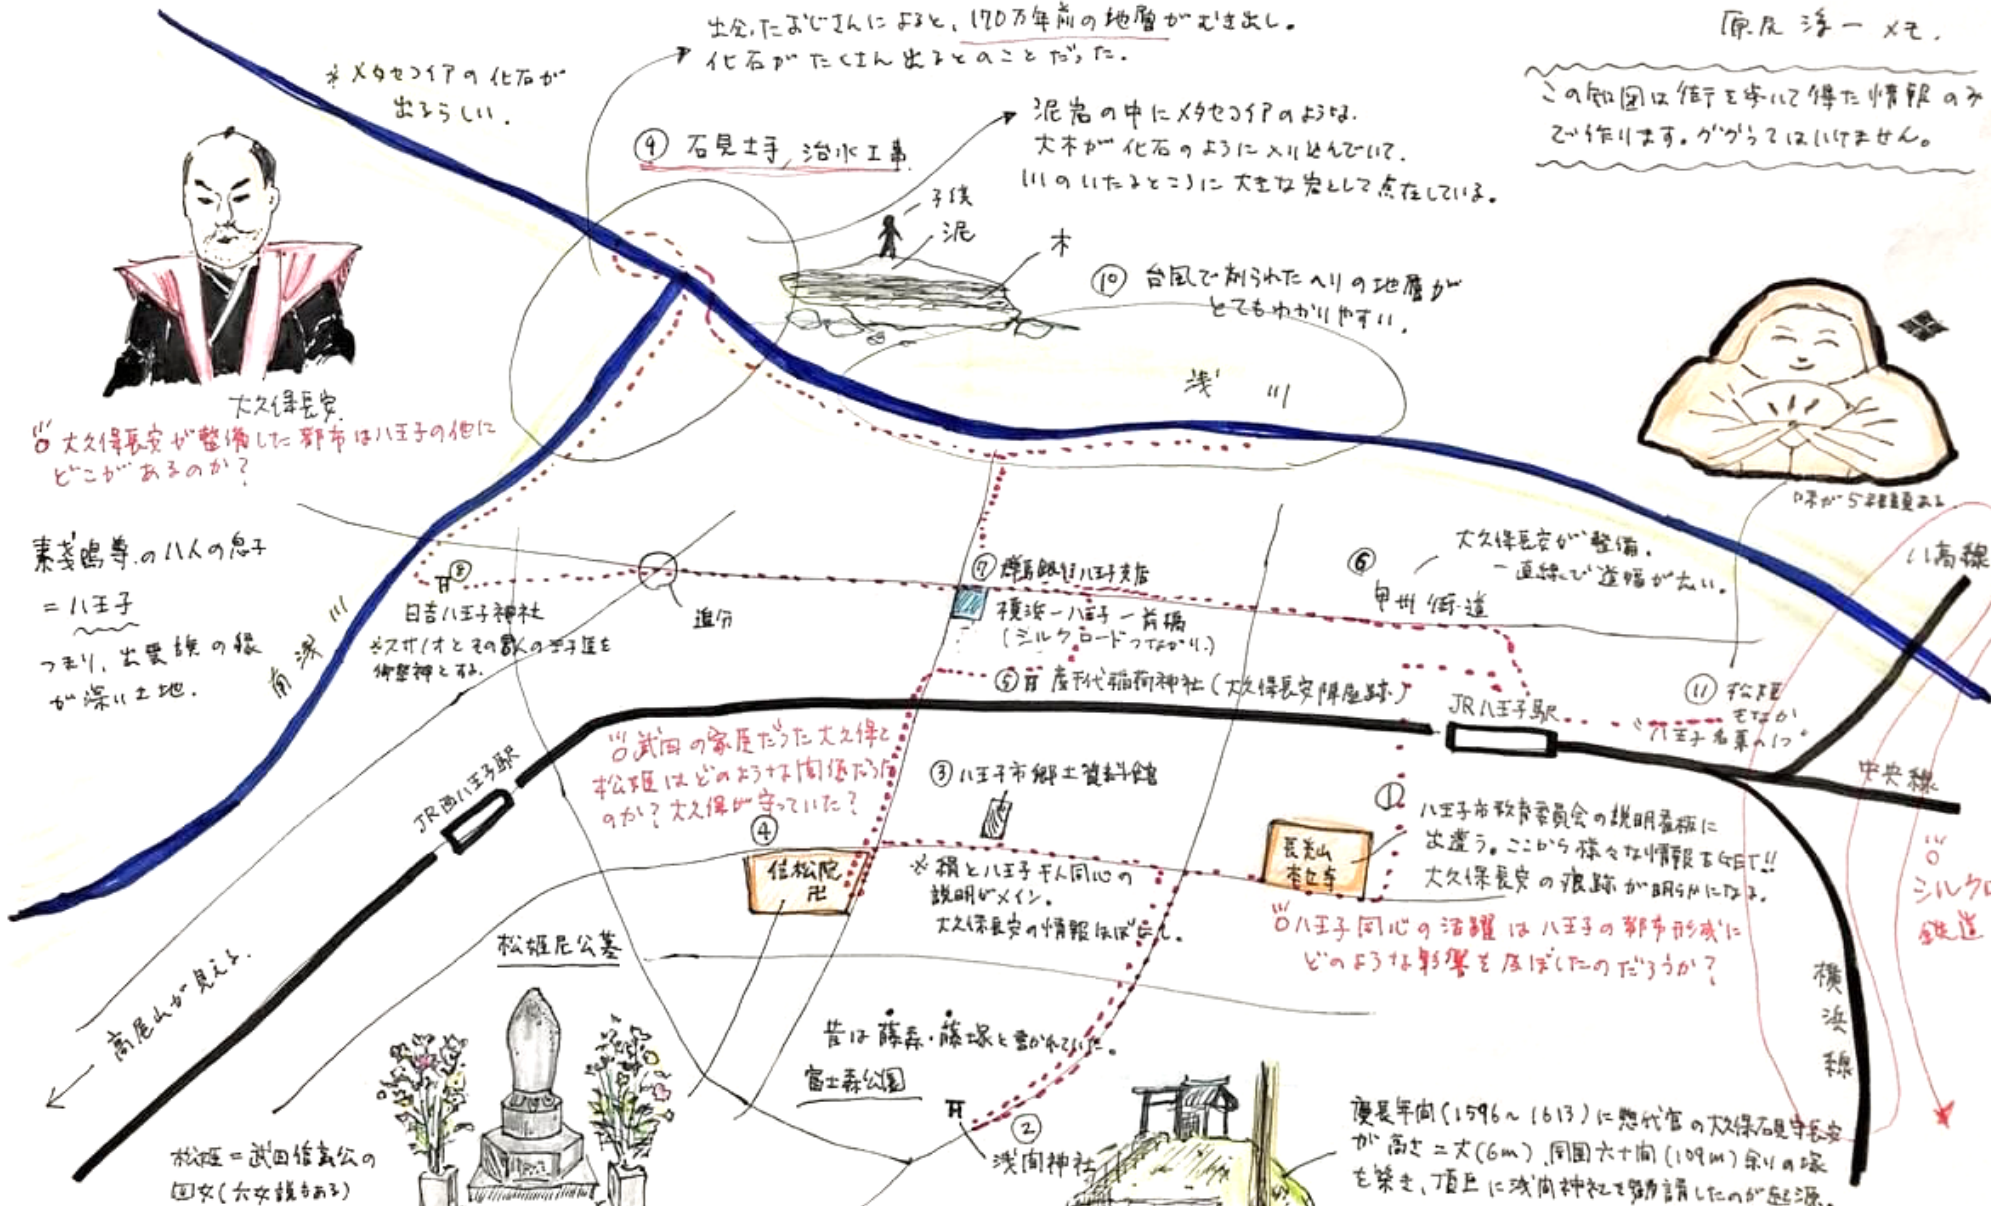 出会ったおじさんによると、170万年前の地層がむき出し。
化石がたくさん出るとのことだった。
原尻淳一メモ.
この絵図は街を歩いて得た情報のみ
で作ります。ググってはいけません。
※メタセコイアの化石が
出るらしい.
⑨ 石見土手, 治水工事
泥岩の中にメタセコイアのような.
大木が化石のように入り込んでいて.
川のいたるところに大きな岩として点在している。
子供
泥
木
⑩ 台風で削られたヘリの地層が
とてもわかりやすい.
浅川
大久保長安.
大久保長安が整備した都市は八王子の他に
どこがあるのか?
味が5種類ある
素戔嗚尊.の八人の息子
=八王子
つまり、出雲族の縁
が深い土地.
南浅川
⑧
日吉八王子神社
※スサノオとその八人の王子達を
御祭神とする.
追分
⑦ 群馬銀行八王子支店
横浜ー八王子ー前橋
(シルクロードつながり.)
⑥
甲州街道
大久保長安が整備.
一直線で道幅が広い.
八高線
⑤ 産千代稲荷神社(大久保長安陣屋跡)
JR八王子駅
⑪ 松姫
もなか
"八王子名菓の1つ"
中央線
武田の家臣だった大久保と
松姫はどのような関係だった
のか? 大久保が守っていた?
JR西八王子駅
③ 八王子市郷土資料館
④
信松院
卍
※ 絹と八王子千人同心の
説明がメイン.
大久保長安の情報ほぼなし.
①
長光山
本立寺
八王子市教育委員会の説明看板に
出遭う。ここから様々な情報をGET!!
大久保長安の痕跡が明らかになる.
八王子同心の活躍は八王子の都市形成に
どのような影響を及ぼしたのだろうか?
シルクロ
鉄道
横浜線
高尾山が見える.
松姫尼公墓
昔は藤森・藤塚と書かれていた。
富士森公園
②
浅間神社
松姫=武田信玄公の
四女(六女説もある)
慶長年間(1596~1613)に惣代官の大久保石見守長安
が高さ二丈(6m).周囲六十間(109m)余りの塚
を築き、頂上に浅間神社を勧請したのが起源.